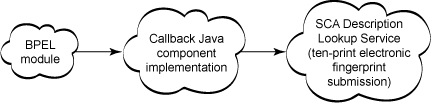 BPEL
module
Callback Java
component
implementation
SCA Description
Lookup Service
(ten-print electronic
fingerprint
submission)